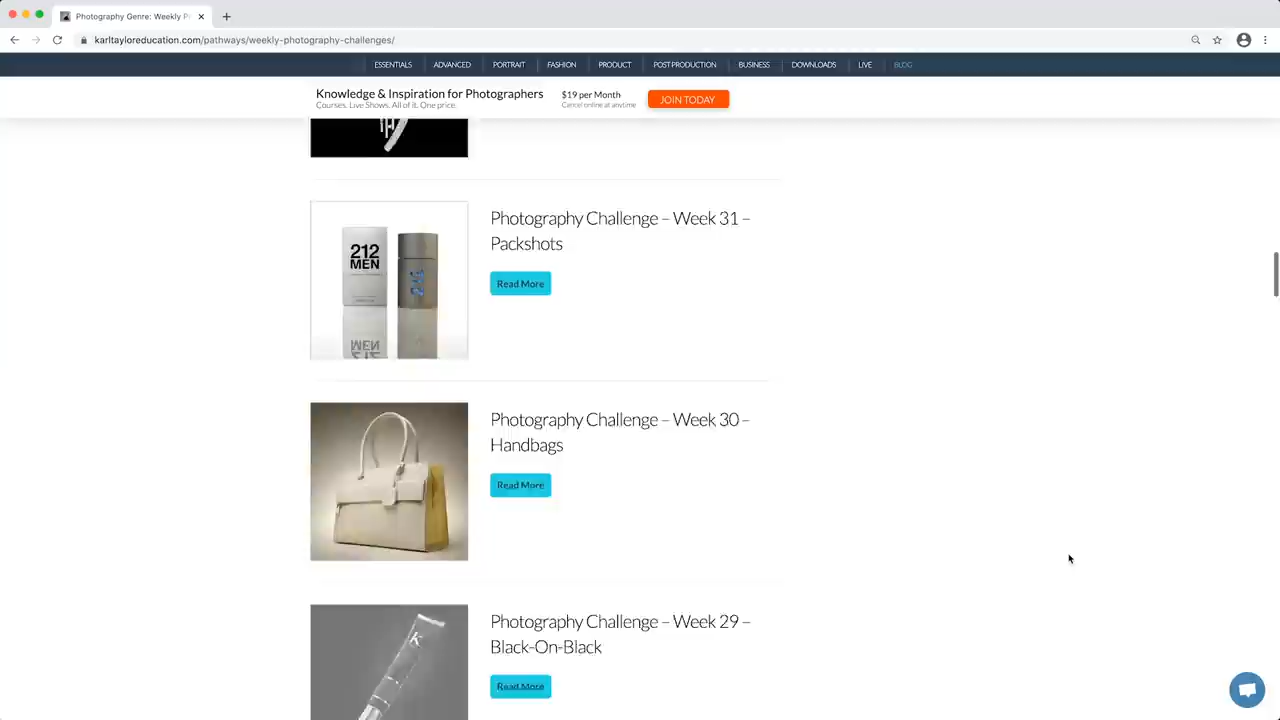 Photography Genre: Weekly P
karltayloreducation.com/pathways/weekly-photography-challenges/
ESSENTIALS ADVANCED PORTRAIT FASHION PRODUCT POST PRODUCTION BUSINESS DOWNLOADS LIVE BLOG
Knowledge & Inspiration for Photographers
Courses. Live Shows. All of it. One price.
$19 per Month
Cancel online at anytime
JOIN TODAY
Photography Challenge – Week 31 –
Packshots
Read More
212
MEN
Photography Challenge – Week 30 –
Handbags
Read More
Photography Challenge – Week 29 –
Black-On-Black
Read More
K